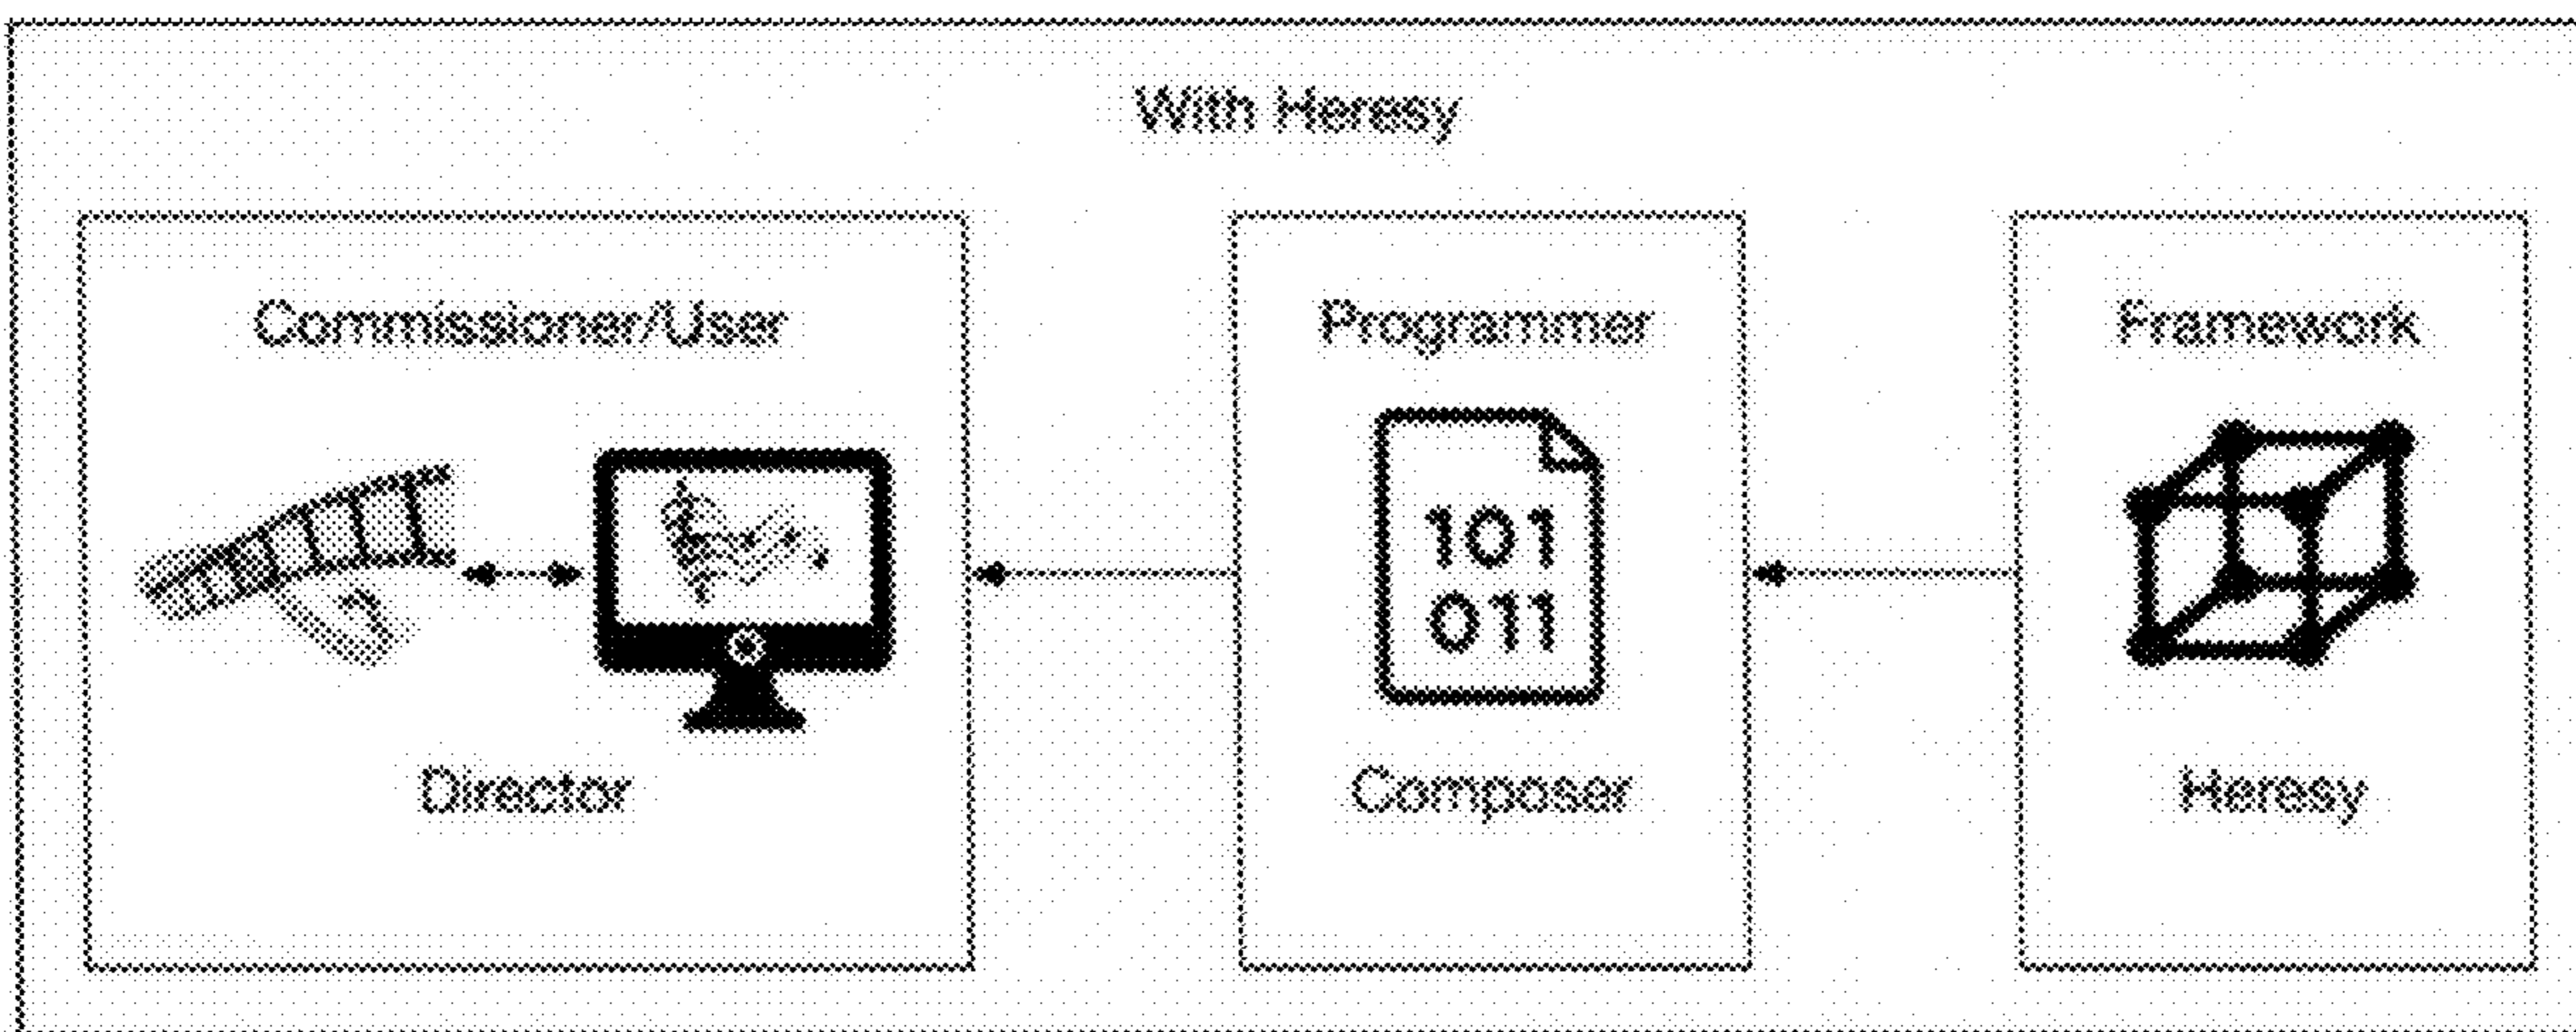 With Heresy
Commissioner/User
Programmer
Framework
101
011
Director
Composer
Heresy